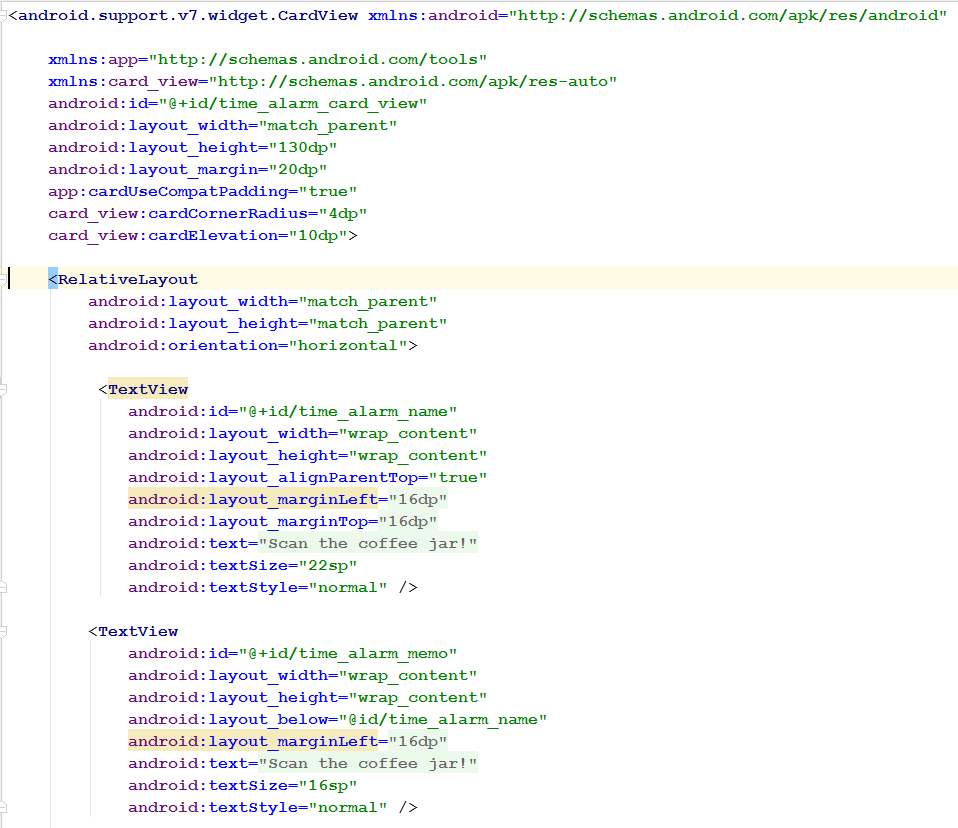 <android.support.v7.widget.CardView xmlns:android="http://schemas.android.com/apk/res/android"
xmlns:app="http://schemas.android.com/tools"
xmlns:card_view="http://schemas.android.com/apk/res-auto"
android:id="@+id/time_alarm_card_view"
android:layout_width="match_parent"
android:layout_height="130dp"
android:layout_margin="20dp"
app:cardUseCompatPadding="true"
card_view:cardCornerRadius="4dp"
card_view:cardElevation="10dp">
<RelativeLayout
android:layout_width="match_parent"
android:layout_height="match_parent"
android:orientation="horizontal">
<TextView
android:id="@+id/time_alarm_name"
android:layout_width="wrap_content"
android:layout_height="wrap_content"
android:layout_alignParentTop="true"
android:layout_marginLeft="16dp"
android:layout_marginTop="16dp"
android:text="Scan the coffee jar!"
android:textSize="22sp"
android:textStyle="normal" />
<TextView
android:id="@+id/time_alarm_memo"
android:layout_width="wrap_content"
android:layout_height="wrap_content"
android:layout_below="@id/time_alarm_name"
android:layout_marginLeft="16dp"
android:text="Scan the coffee jar!"
android:textSize="16sp"
android:textStyle="normal" />